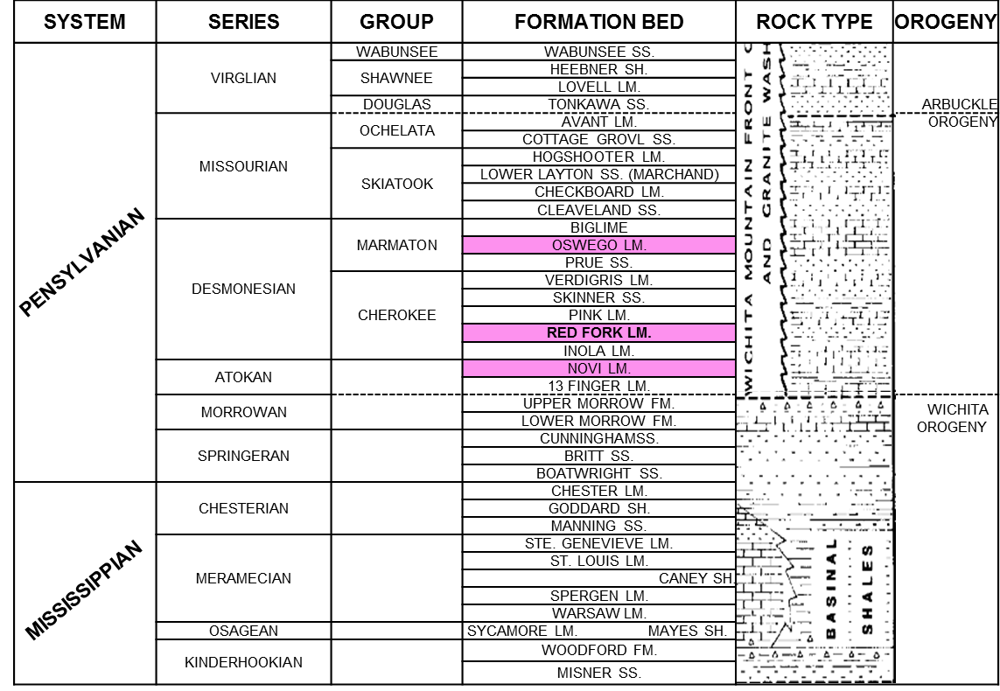 SYSTEM SERIES GROUP FORMATION BED ROCK TYPE OROGENY
PENSYLVANIAN
VIRGLIAN
WABUNSEE
WABUNSEE SS.
SHAWNEE
HEEBNER SH.
LOVELL LM.
DOUGLAS
TONKAWA SS.
MISSOURIAN
OCHELATA
AVANT LM.
COTTAGE GROVL SS.
SKIATOOK
HOGSHOOTER LM.
LOWER LAYTON SS. (MARCHAND)
CHECKBOARD LM.
CLEAVELAND SS.
DESMONESIAN
MARMATON
BIGLIME
OSWEGO LM.
PRUE SS.
CHEROKEE
VERDIGRIS LM.
SKINNER SS.
PINK LM.
RED FORK LM.
INOLA LM.
ATOKAN
NOVI LM.
13 FINGER LM.
MORROWAN
UPPER MORROW FM.
LOWER MORROW FM.
SPRINGERAN
CUNNINGHAMSS.
BRITT SS.
BOATWRIGHT SS.
MISSISSIPPIAN
CHESTERIAN
CHESTER LM.
GODDARD SH.
MANNING SS.
MERAMECIAN
STE. GENEVIEVE LM.
ST. LOUIS LM.
CANEY SH.
SPERGEN LM.
WARSAW LM.
OSAGEAN
SYCAMORE LM. MAYES SH.
KINDERHOOKIAN
WOODFORD FM.
MISNER SS.
WICHITA MOUNTAIN FRONT
AND GRANITE WASH
BASINAL
SHALES
ARBUCKLE
OROGENY
WICHITA
OROGENY